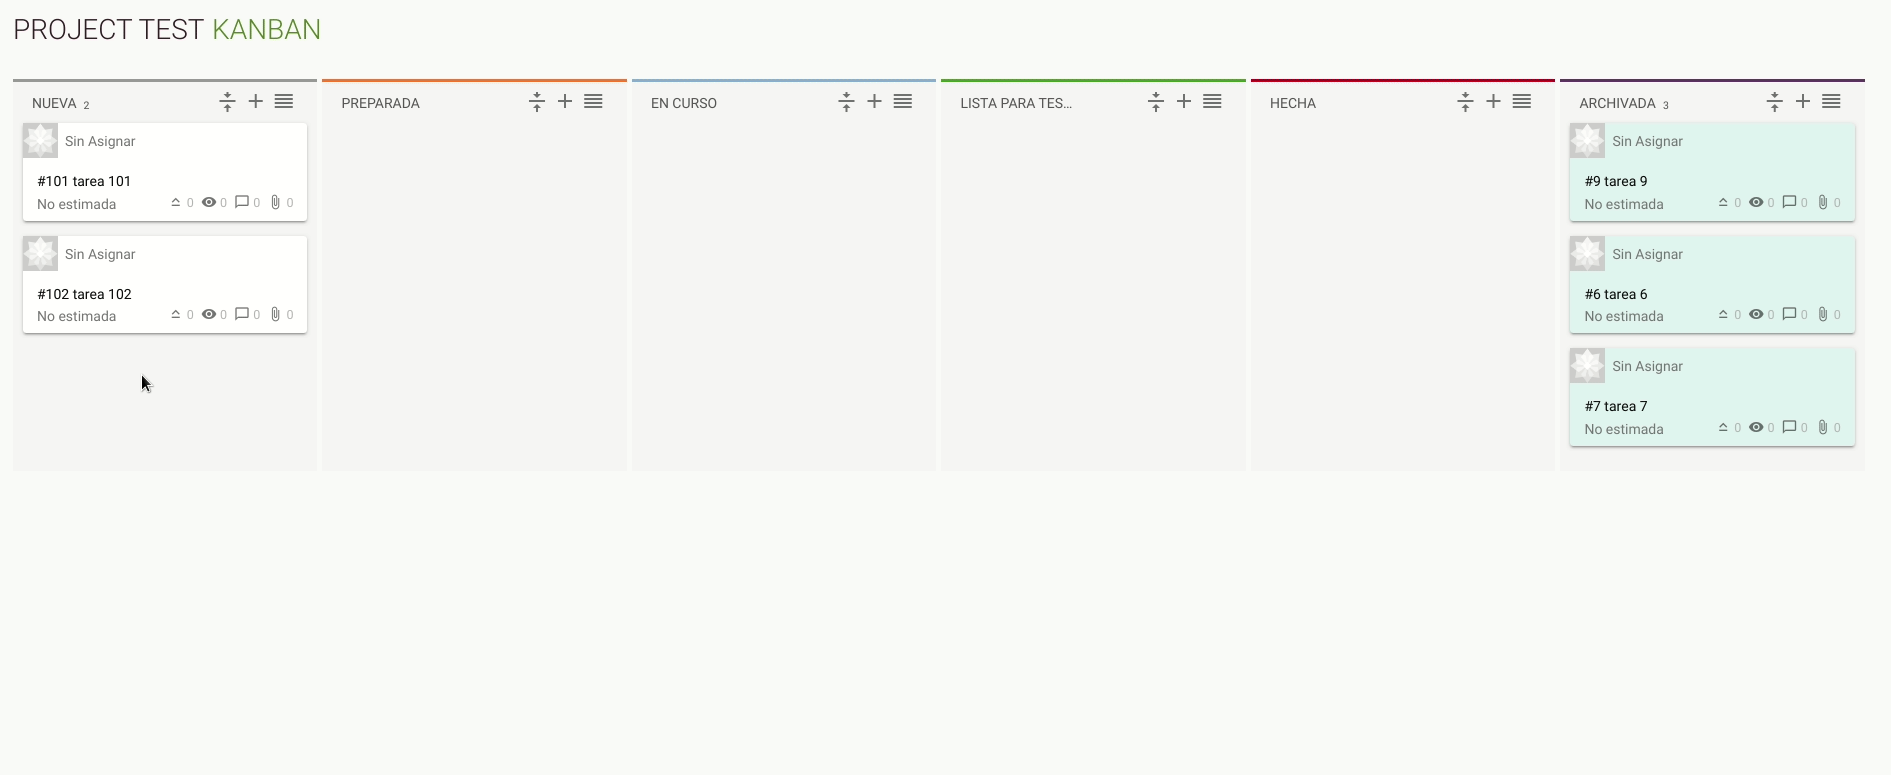 PROJECT TEST KANBAN
NUEVA 2
Sin Asignar
#101 tarea 101
No estimada 0 0 0 0
Sin Asignar
#102 tarea 102
No estimada 0 0 0 0
PREPARADA
EN CURSO
LISTA PARA TES...
HECHA
ARCHIVADA 3
Sin Asignar
#9 tarea 9
No estimada 0 0 0 0
Sin Asignar
#6 tarea 6
No estimada 0 0 0 0
Sin Asignar
#7 tarea 7
No estimada 0 0 0 0